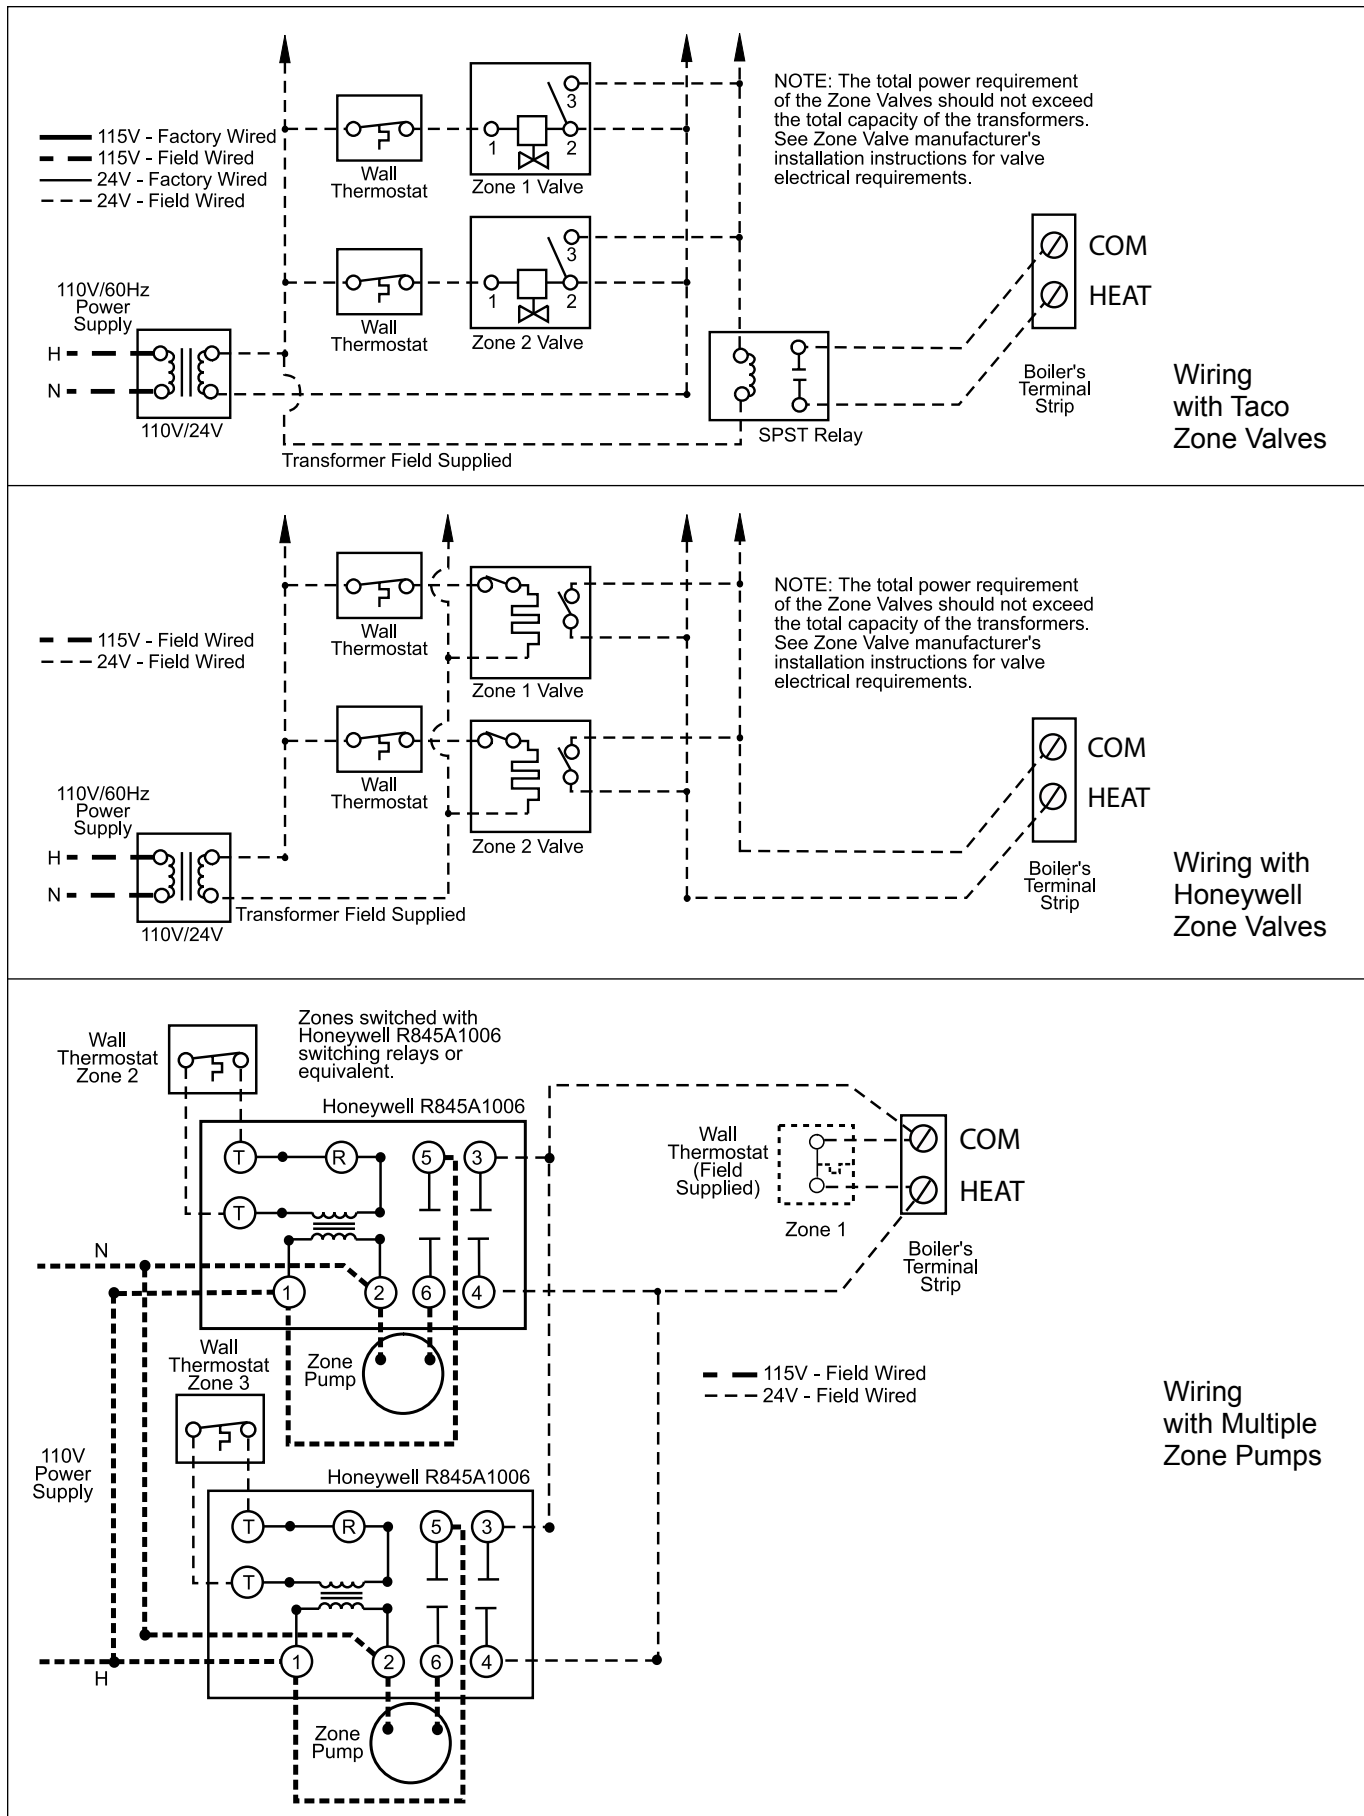 NOTE: The total power requirement
of the Zone Valves should not exceed
the total capacity of the transformers.
See Zone Valve manufacturer's
installation instructions for valve
electrical requirements.
115V - Factory Wired
115V - Field Wired
24V - Factory Wired
24V - Field Wired
Wall
Thermostat
1
2
3
Zone 1 Valve
Wall
Thermostat
1
2
3
Zone 2 Valve
110V/60Hz
Power
Supply
H
N
110V/24V
Transformer Field Supplied
SPST Relay
COM
HEAT
Boiler's
Terminal
Strip
Wiring
with Taco
Zone Valves
115V - Field Wired
24V - Field Wired
Wall
Thermostat
Zone 1 Valve
Wall
Thermostat
Zone 2 Valve
NOTE: The total power requirement
of the Zone Valves should not exceed
the total capacity of the transformers.
See Zone Valve manufacturer's
installation instructions for valve
electrical requirements.
110V/60Hz
Power
Supply
H
N
110V/24V
Transformer Field Supplied
COM
HEAT
Boiler's
Terminal
Strip
Wiring with
Honeywell
Zone Valves
Wall
Thermostat
Zone 2
Zones switched with
Honeywell R845A1006
switching relays or
equivalent.
Honeywell R845A1006
T
R
5
3
T
N
1
2
6
4
Zone
Pump
Wall
Thermostat
(Field
Supplied)
Zone 1
COM
HEAT
Boiler's
Terminal
Strip
Wall
Thermostat
Zone 3
115V - Field Wired
24V - Field Wired
Wiring
with Multiple
Zone Pumps
110V
Power
Supply
Honeywell R845A1006
T
R
5
3
T
H
1
2
6
4
Zone
Pump